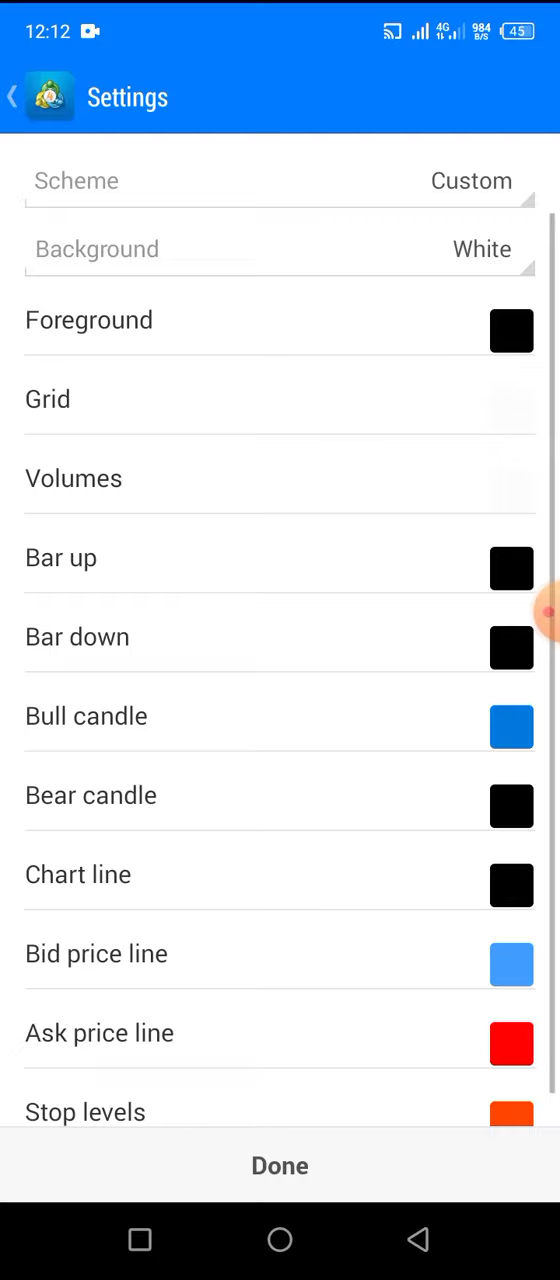 12:12
4G
984
B/S
45
Settings
Scheme
Custom
Background
White
Foreground
Grid
Volumes
Bar up
Bar down
Bull candle
Bear candle
Chart line
Bid price line
Ask price line
Stop levels
Done